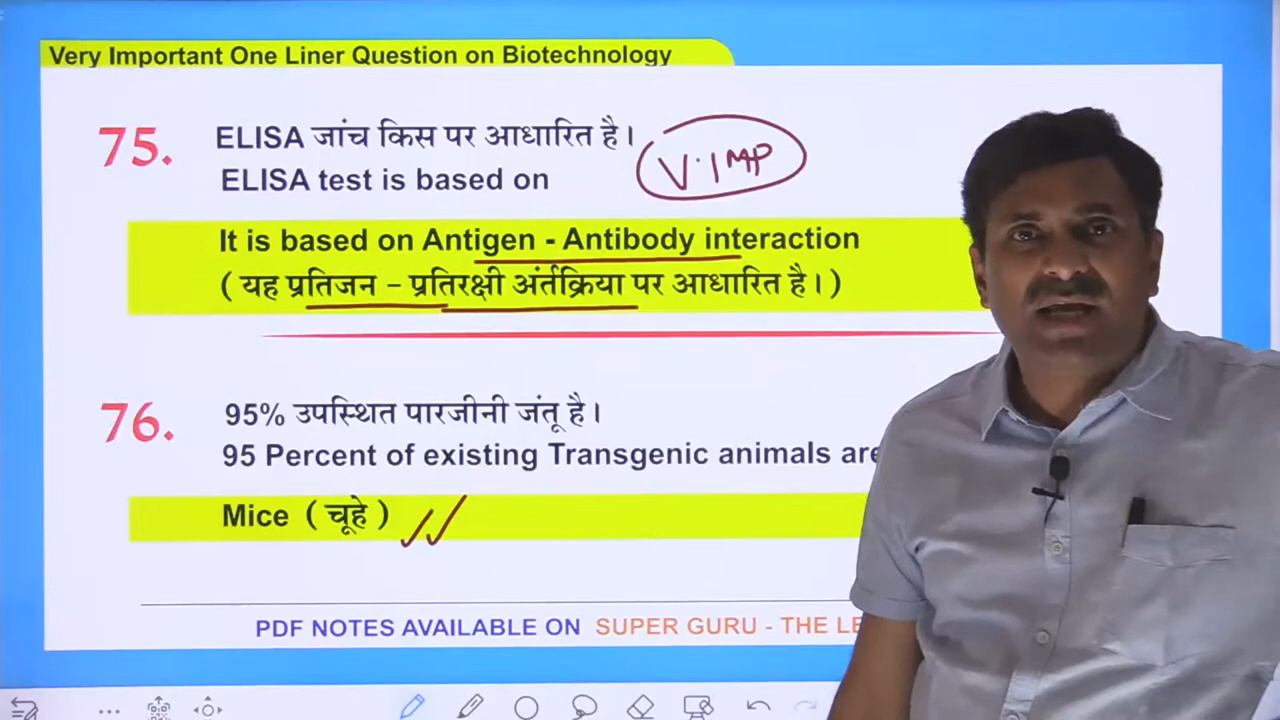 Very Important One Liner Question on Biotechnology
75. ELISA जांच किस पर आधारित है।
ELISA test is based on
V.IMP
It is based on Antigen - Antibody interaction
( यह प्रतिजन – प्रतिरक्षी अंर्तक्रिया पर आधारित है। )
76. 95% उपस्थित पारजीनी जंतू है।
95 Percent of existing Transgenic animals are
Mice ( चूहे )
PDF NOTES AVAILABLE ON SUPER GURU - THE LE